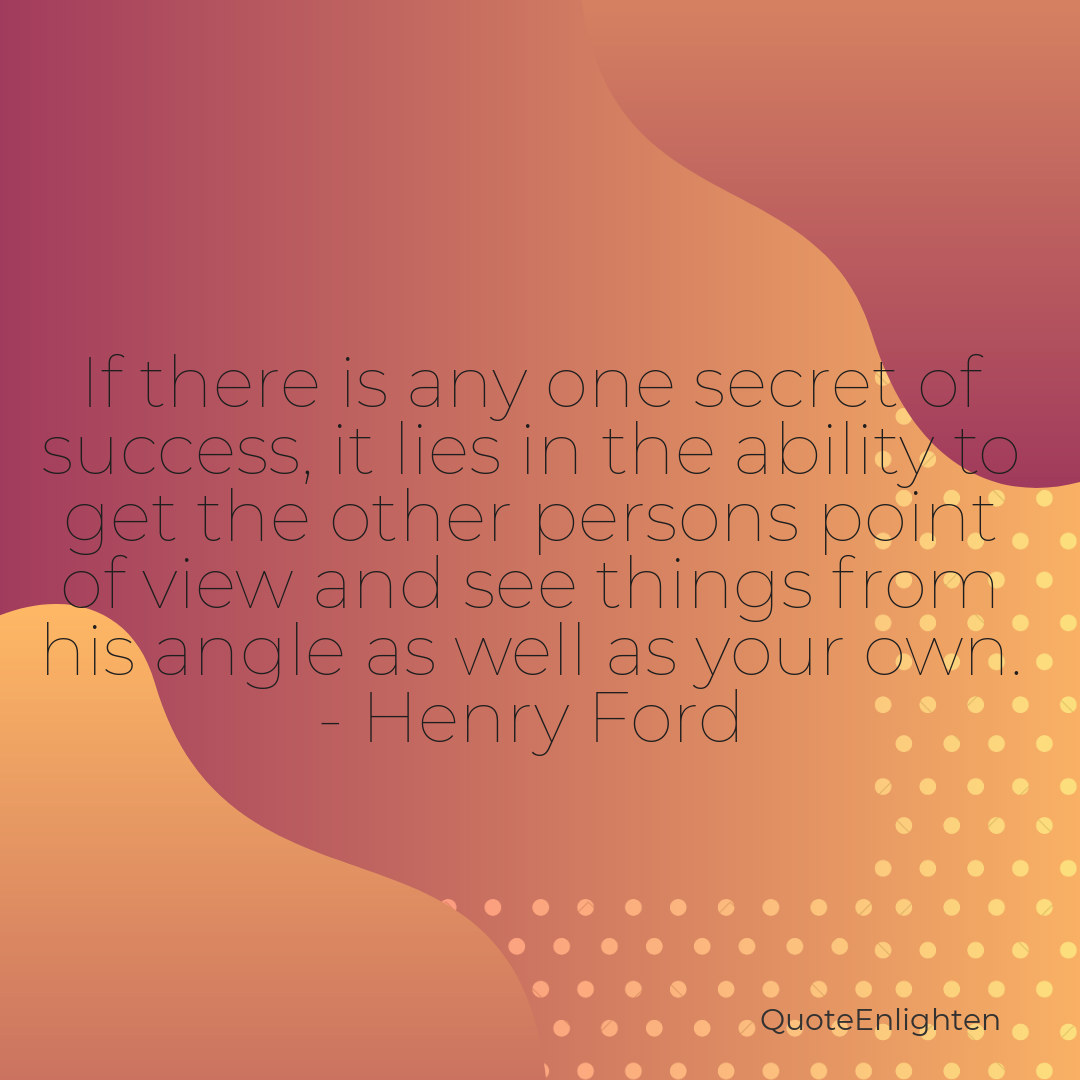 If there is any one secret of
success, it lies in the ability to
get the other persons point
of view and see things from
his angle as well as your own.
- Henry Ford
QuoteEnlighten